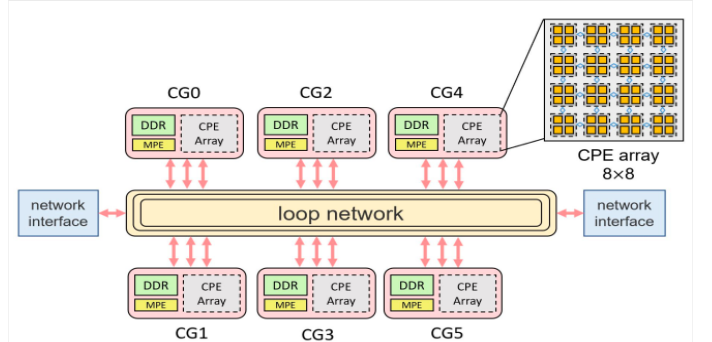 CG0
CG2
CG4
DDR
MPE
CPE
Array
DDR
MPE
CPE
Array
DDR
MPE
CPE
Array
CPE array
8×8
network
interface
loop network
network
interface
DDR
MPE
CPE
Array
DDR
MPE
CPE
Array
DDR
MPE
CPE
Array
CG1
CG3
CG5